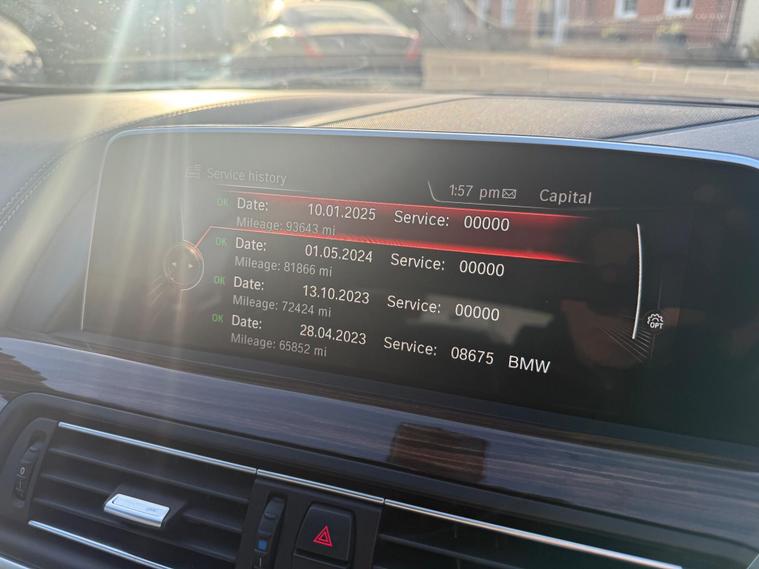 Service history
1:57 pm Capital
OK Date: 10.01.2025 Service: 00000
Mileage: 93643 mi
OK Date: 01.05.2024 Service: 00000
Mileage: 81866 mi
OK Date: 13.10.2023 Service: 00000
Mileage: 72424 mi
OK Date: 28.04.2023 Service: 08675 BMW
Mileage: 65852 mi
OPT
0